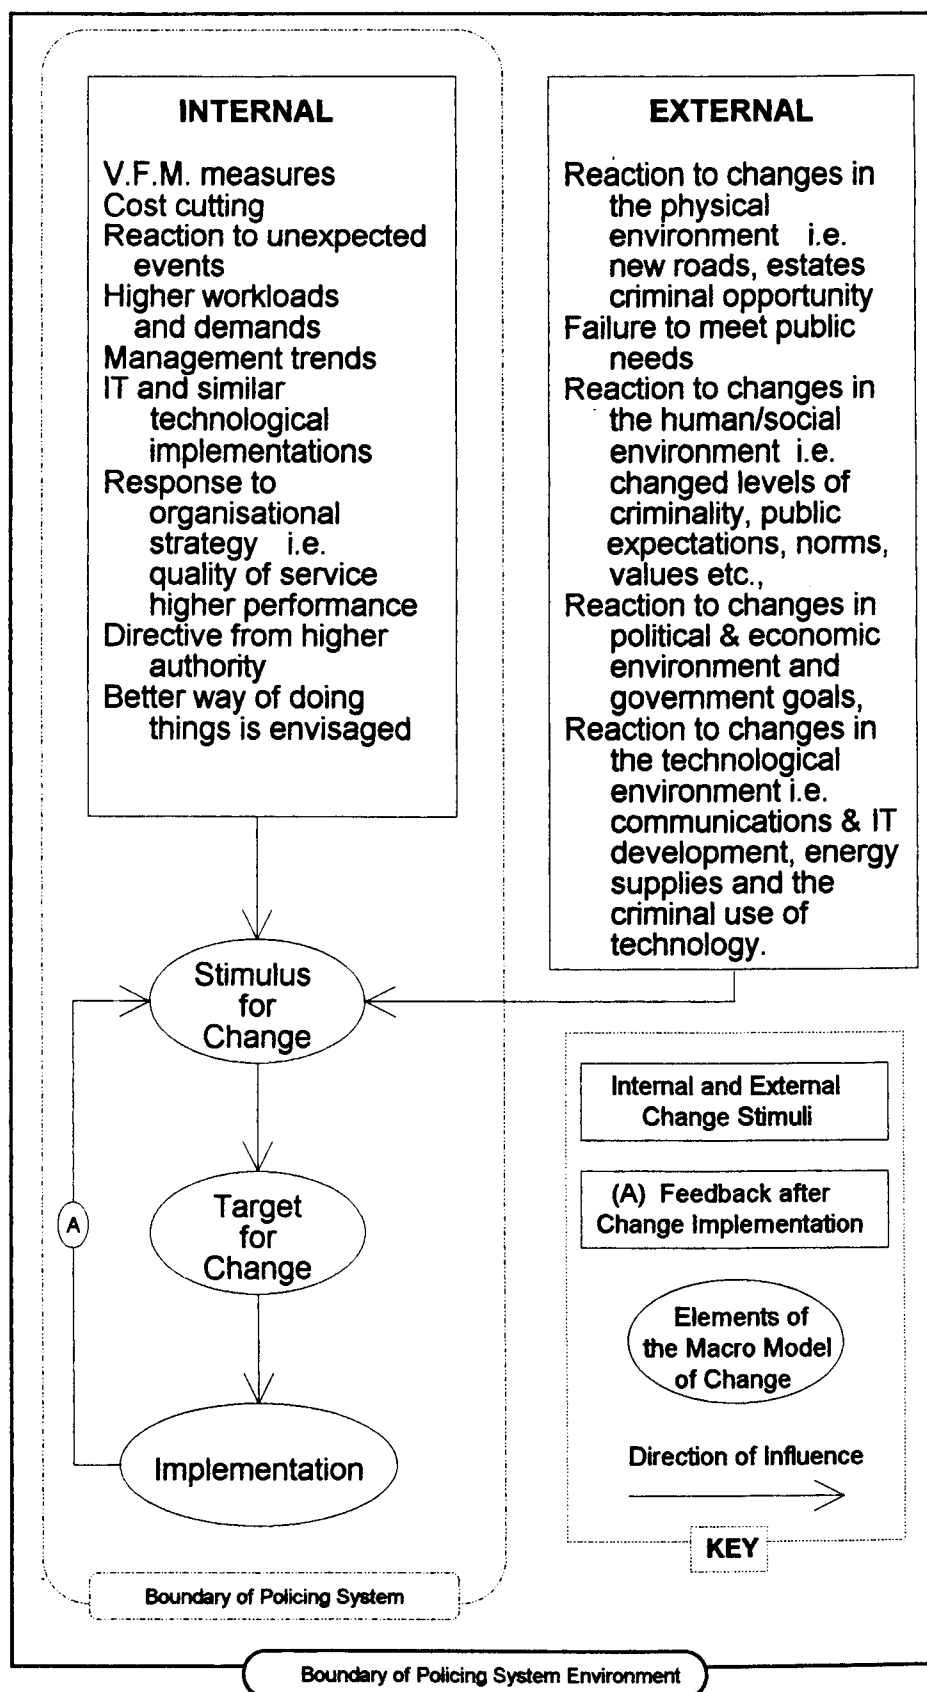 INTERNAL
V.F.M. measures
Cost cutting
Reaction to unexpected
events
Higher workloads
and demands
Management trends
IT and similar
technological
implementations
Response to
organisational
strategy i.e.
quality of service
higher performance
Directive from higher
authority
Better way of doing
things is envisaged
EXTERNAL
Reaction to changes in
the physical
environment i.e.
new roads, estates
criminal opportunity
Failure to meet public
needs
Reaction to changes in
the human/social
environment i.e.
changed levels of
criminality, public
expectations, norms,
values etc.,
Reaction to changes in
political & economic
environment and
government goals,
Reaction to changes in
the technological
environment i.e.
communications & IT
development, energy
supplies and the
criminal use of
technology.
Stimulus
for
Change
A
Target
for
Change
Implementation
Internal and External
Change Stimuli
(A) Feedback after
Change Implementation
Elements of
the Macro Model
of Change
Direction of Influence
KEY
Boundary of Policing System
Boundary of Policing System Environment